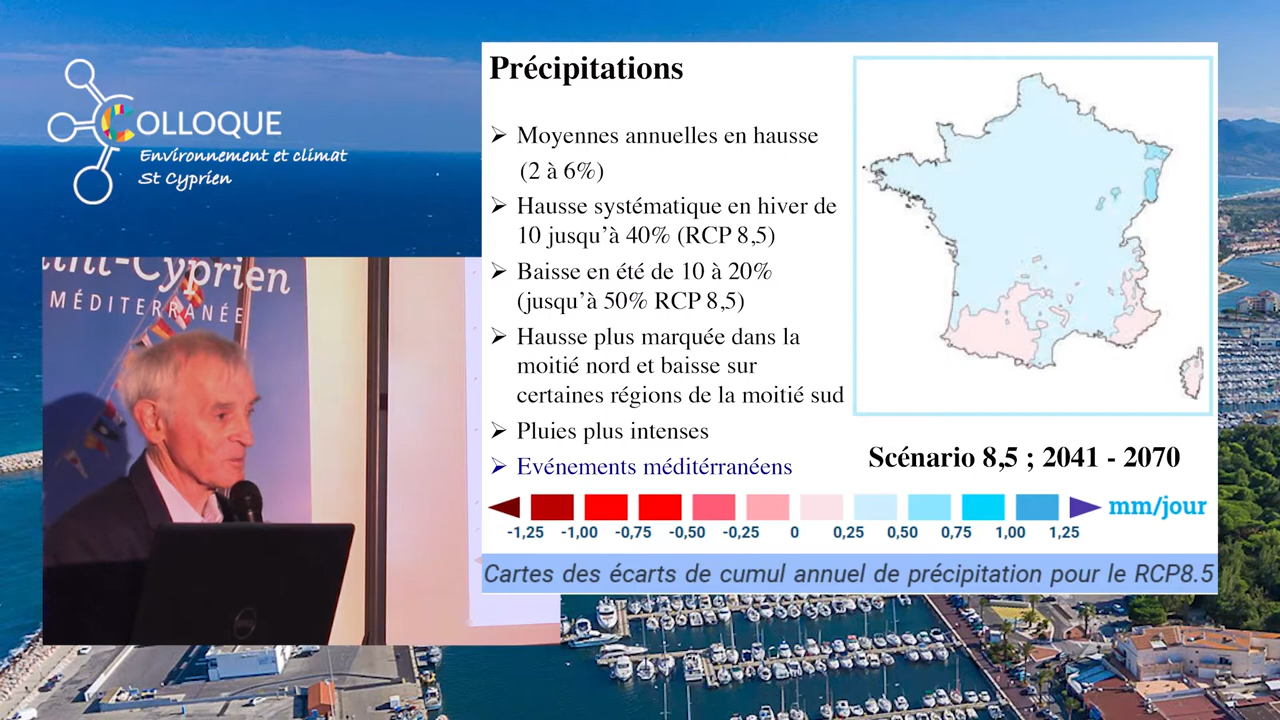 COLLOQUE
Environnement et climat
St Cyprien
Saint-Cyprien
MÉDITERRANÉE
Précipitations
➢ Moyennes annuelles en hausse
(2 à 6%)
➢ Hausse systématique en hiver de
10 jusqu'à 40% (RCP 8,5)
➢ Baisse en été de 10 à 20%
(jusqu'à 50% RCP 8,5)
➢ Hausse plus marquée dans la
moitié nord et baisse sur
certaines régions de la moitié sud
➢ Pluies plus intenses
➢ Evénements méditérranéens
Scénario 8,5 ; 2041 - 2070
mm/jour
-1,25 -1,00 -0,75 -0,50 -0,25 0 0,25 0,50 0,75 1,00 1,25
Cartes des écarts de cumul annuel de précipitation pour le RCP8.5
DELL